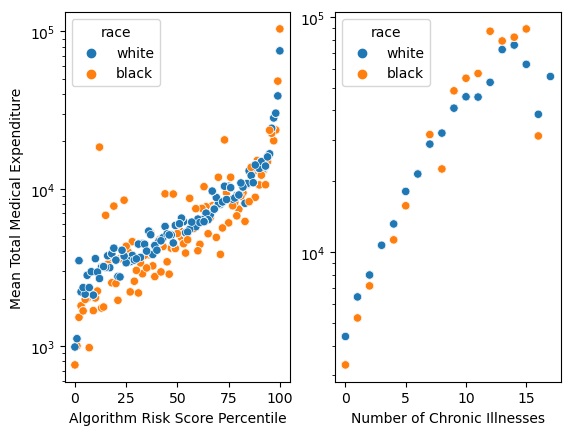 race
white
black
10^5
10^4
10^3
Mean Total Medical Expenditure
0
25
50
75
100
Algorithm Risk Score Percentile
race
white
black
10^5
10^4
0
5
10
15
Number of Chronic Illnesses